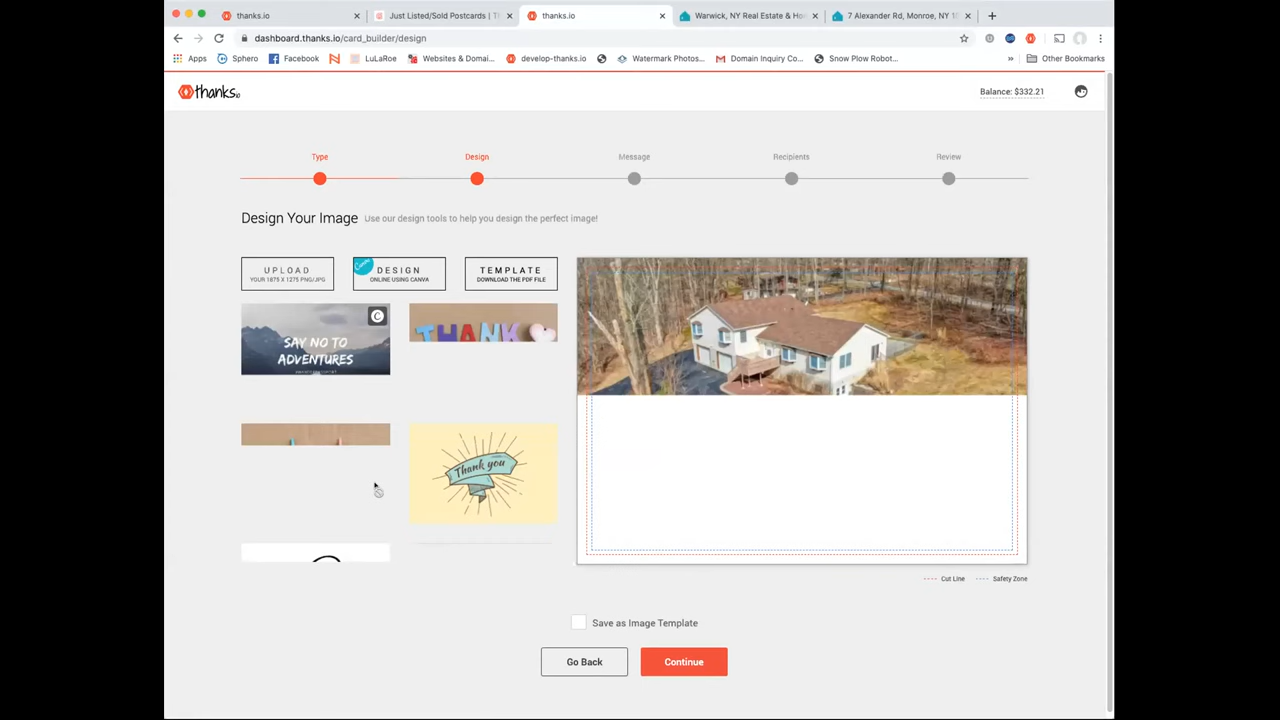 thanks.io
Just Listed/Sold Postcards | T
thanks.io
Warwick, NY Real Estate & Ho
7 Alexander Rd, Monroe, NY 10
dashboard.thanks.io/card_builder/design
Apps
Sphero
Facebook
LuLaRoe
Websites & Domai...
develop-thanks.io
Watermark Photos...
Domain Inquiry Co...
Snow Plow Robot...
»
Other Bookmarks
thanks io
Balance: $332.21
Type
Design
Message
Recipients
Review
Design Your Image Use our design tools to help you design the perfect image!
UPLOAD
YOUR 1875 X 1275 PNG/JPG
Canva
DESIGN
ONLINE USING CANVA
TEMPLATE
DOWNLOAD THE PDF FILE
C
SAY NO TO
ADVENTURES
THANK
Thank you
Cut Line
Safety Zone
Save as Image Template
Go Back
Continue